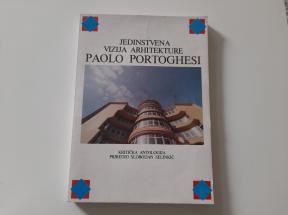 JEDINSTVENA
VIZIJA ARHITEKTURE
PAOLO PORTOGHESI
KRITIČKA ANTOLOGIJA
PRIREDIO SLOBODAN SELINKIĆ